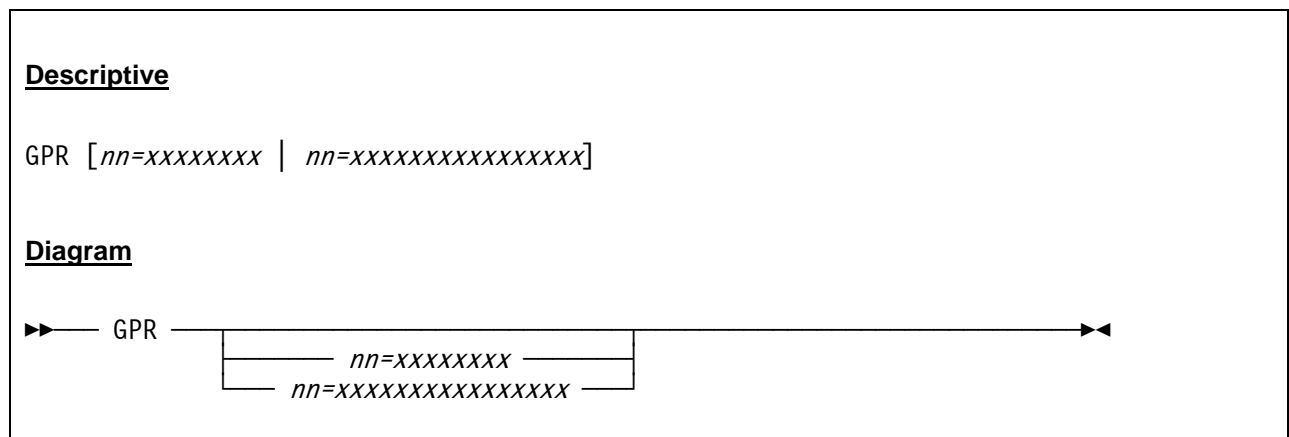 Descriptive
GPR [nn=xxxxxxxx | nn=xxxxxxxxxxxxxxxx]
Diagram
►►─── GPR ───────────────►◄
nn=xxxxxxxx
nn=xxxxxxxxxxxxxxxx